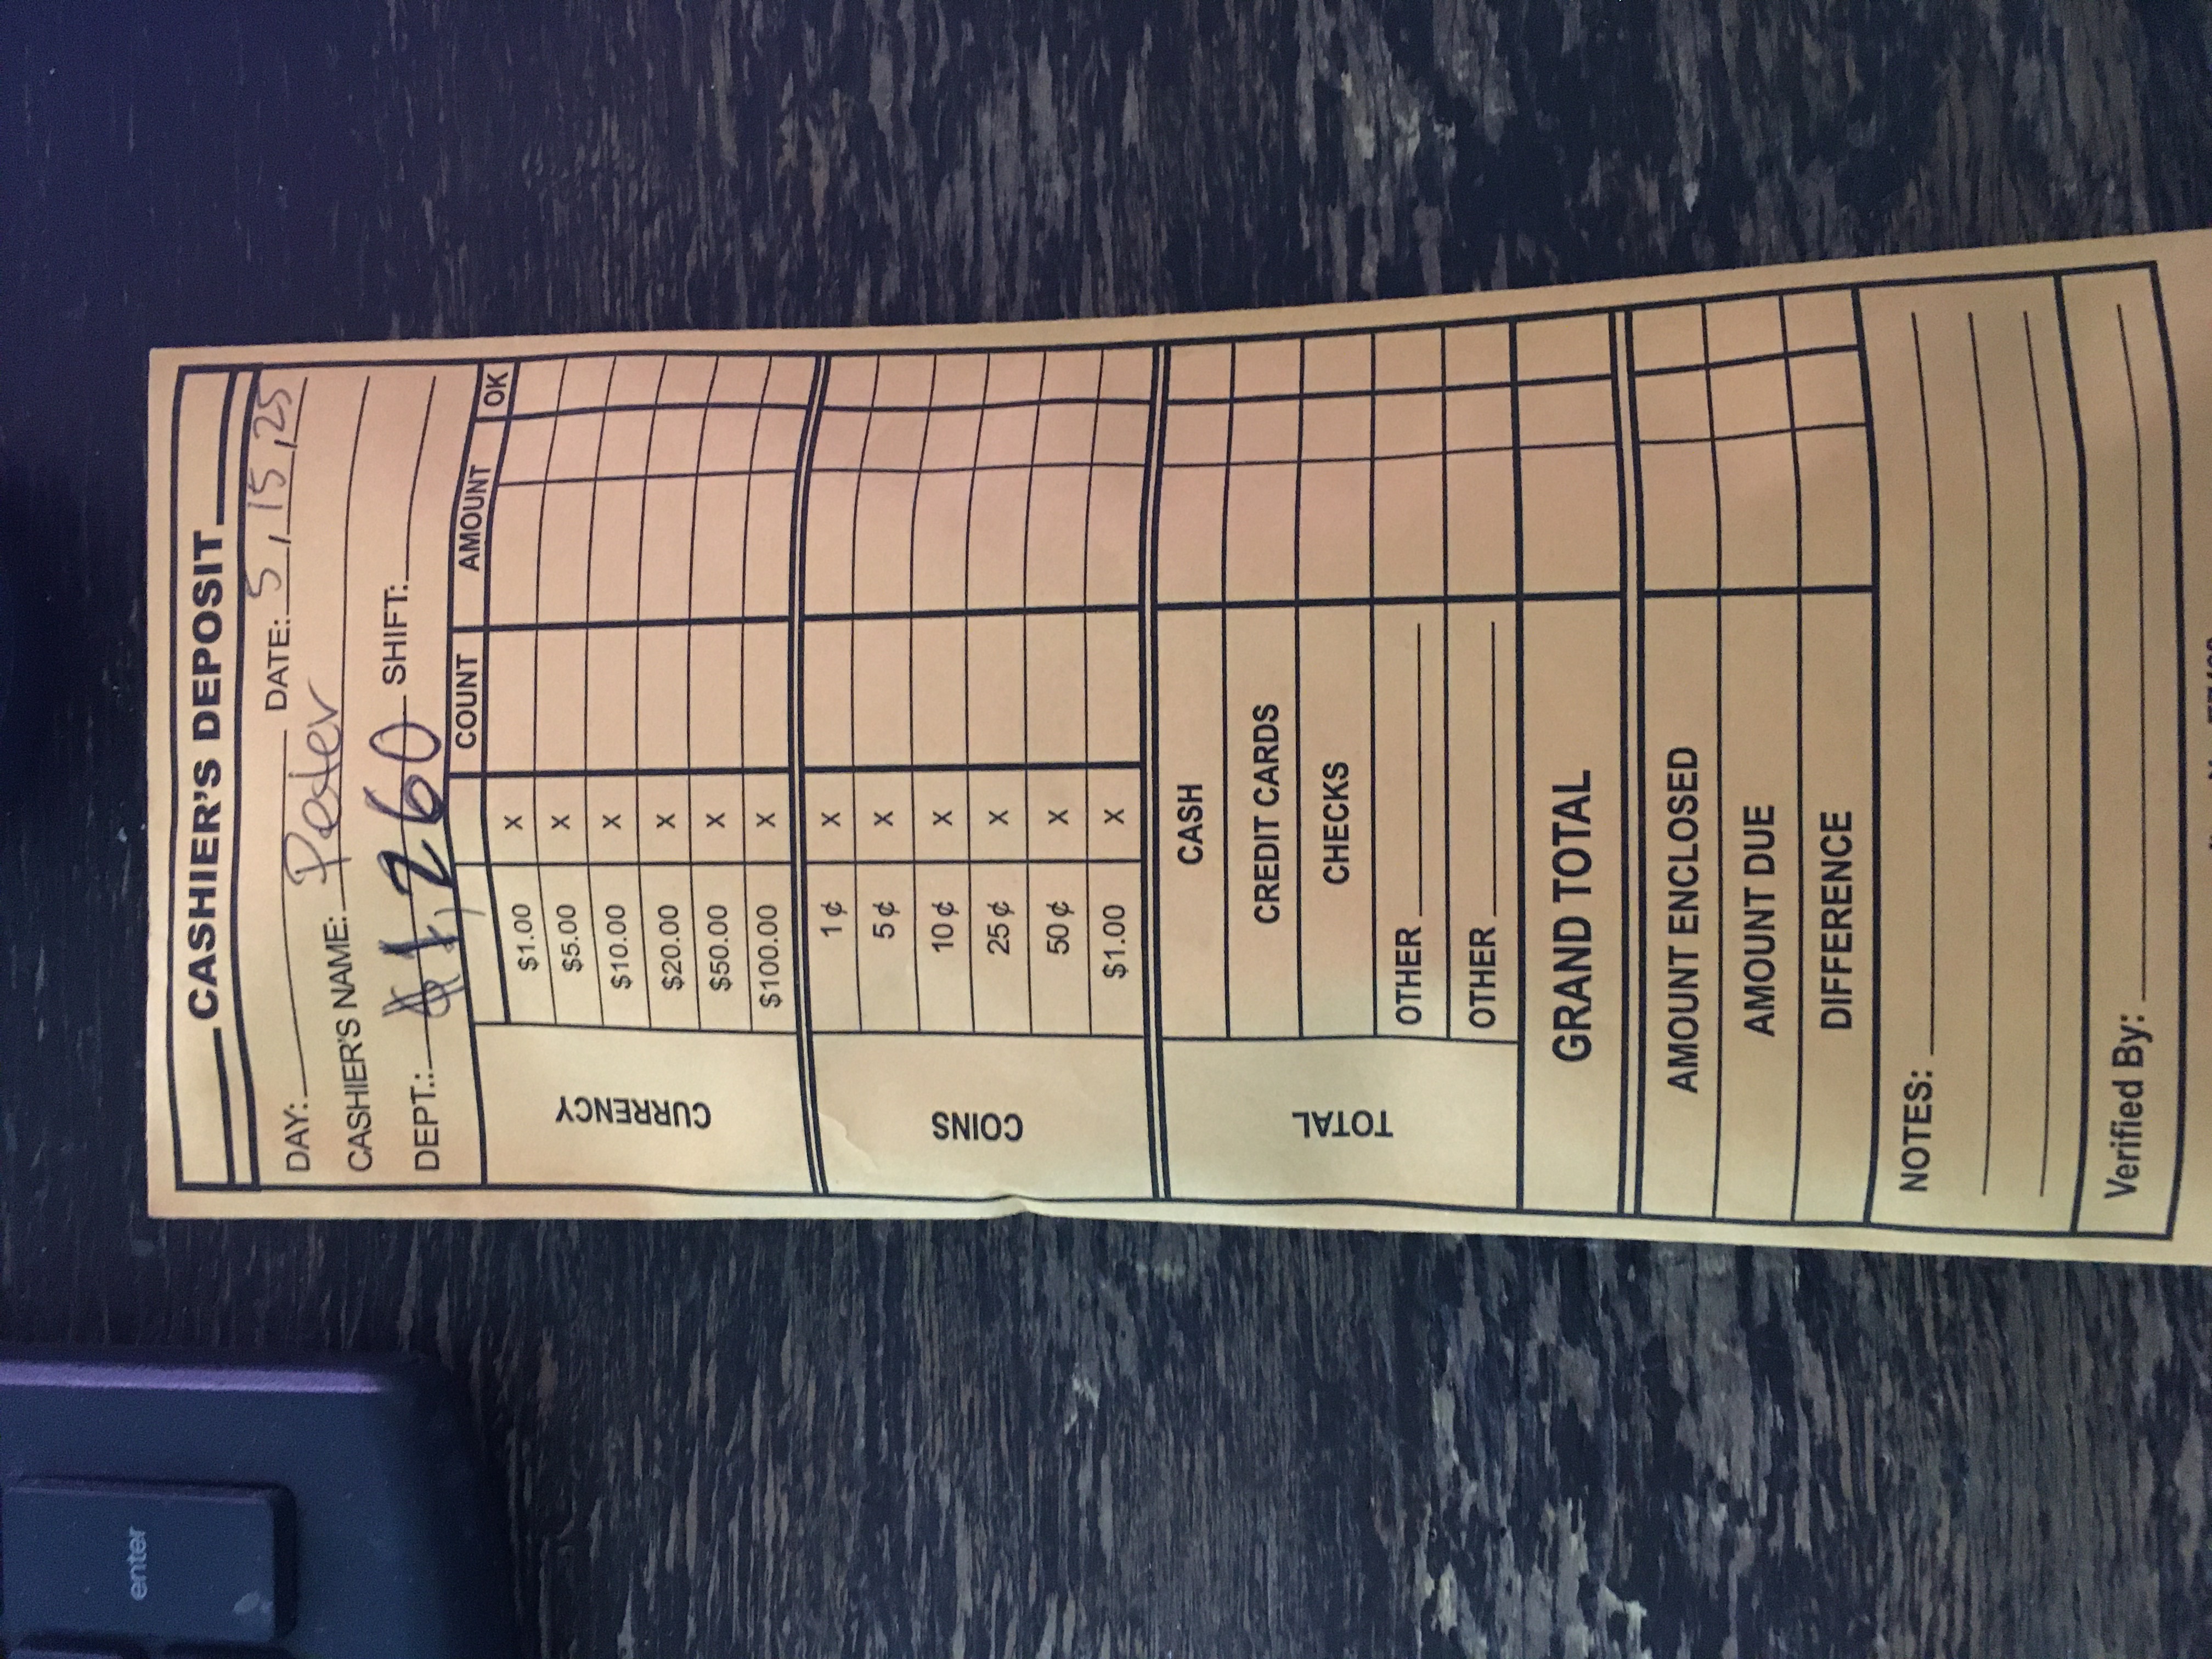 CASHIER'S DEPOSIT
DAY: DATE: 5, 15, 25
CASHIER'S NAME: Pester
DEPT.: $1,260 SHIFT:
COUNT AMOUNT OK
CURRENCY
$1.00 X
$5.00 X
$10.00 X
$20.00 X
$50.00 X
$100.00 X
COINS
1¢ X
5¢ X
10¢ X
25¢ X
50¢ X
$1.00 X
TOTAL
CASH
CREDIT CARDS
CHECKS
OTHER
OTHER
GRAND TOTAL
AMOUNT ENCLOSED
AMOUNT DUE
DIFFERENCE
NOTES:
Verified By:
enter